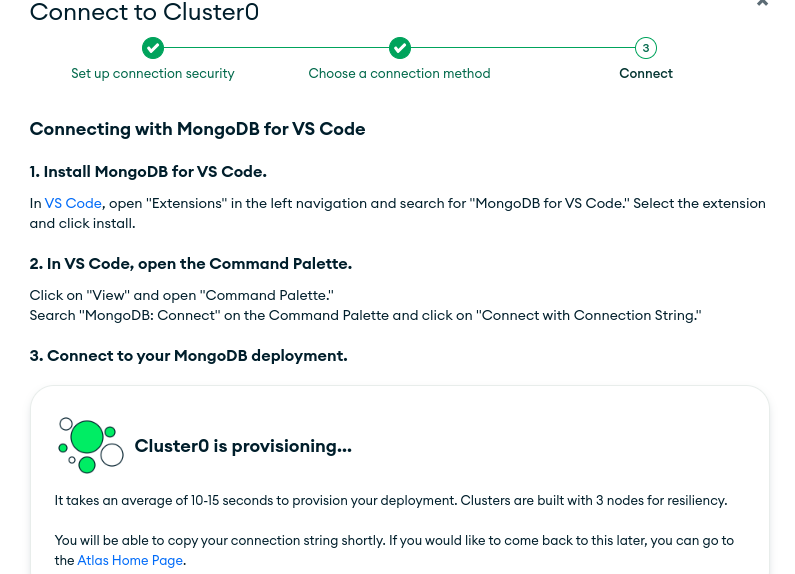 Connect to Cluster0
3
Set up connection security
Choose a connection method
Connect
Connecting with MongoDB for VS Code
1. Install MongoDB for VS Code.
In VS Code, open "Extensions" in the left navigation and search for "MongoDB for VS Code." Select the extension
and click install.
2. In VS Code, open the Command Palette.
Click on "View" and open "Command Palette."
Search "MongoDB: Connect" on the Command Palette and click on "Connect with Connection String."
3. Connect to your MongoDB deployment.
Cluster0 is provisioning...
It takes an average of 10-15 seconds to provision your deployment. Clusters are built with 3 nodes for resiliency.
You will be able to copy your connection string shortly. If you would like to come back to this later, you can go to
the Atlas Home Page.